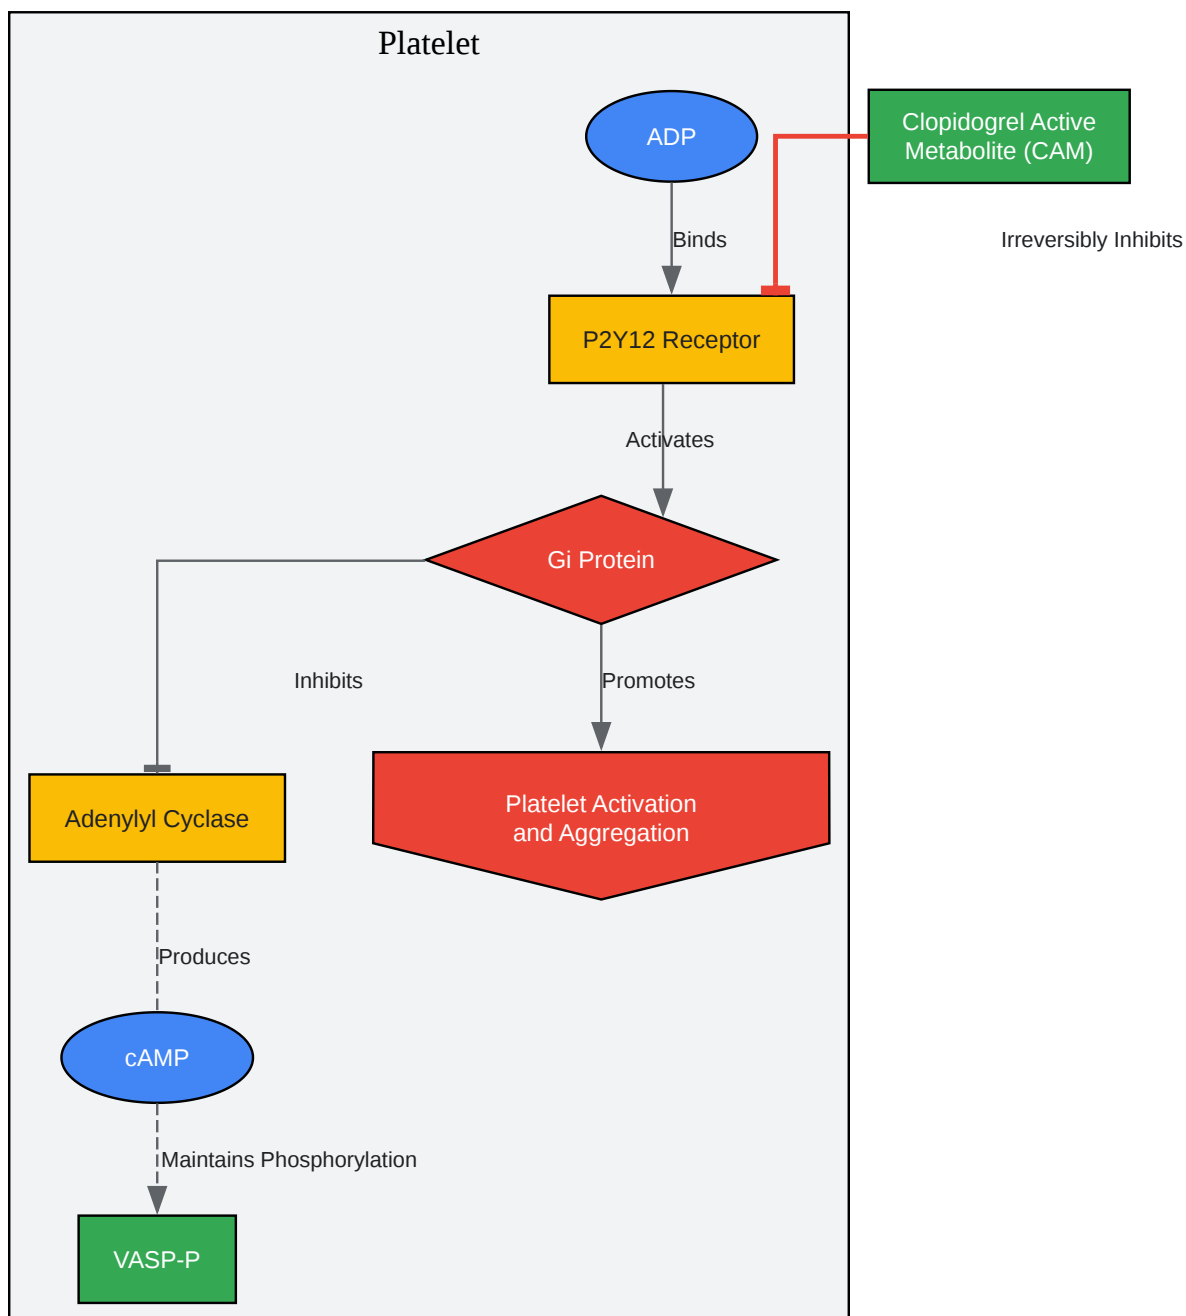 Platelet
ADP
Clopidogrel Active
Metabolite (CAM)
Binds
Irreversibly Inhibits
P2Y12 Receptor
Activates
Gi Protein
Inhibits
Promotes
Adenylyl Cyclase
Platelet Activation
and Aggregation
Produces
cAMP
Maintains Phosphorylation
VASP-P